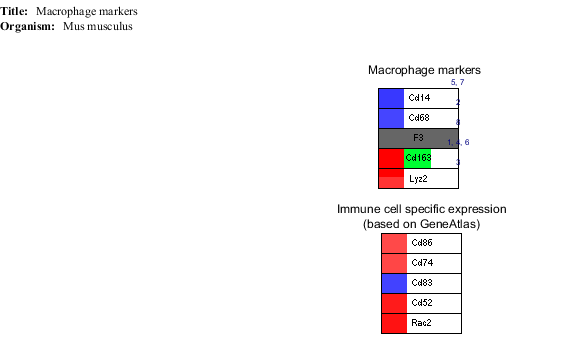 Title: Macrophage markers
Organism: Mus musculus
Macrophage markers
5, 7
Cd14
2
Cd68
8
F3
1, 4, 6
Cd163
3
Lyz2
Immune cell specific expression
(based on GeneAtlas)
Cd86
Cd74
Cd83
Cd52
Rac2